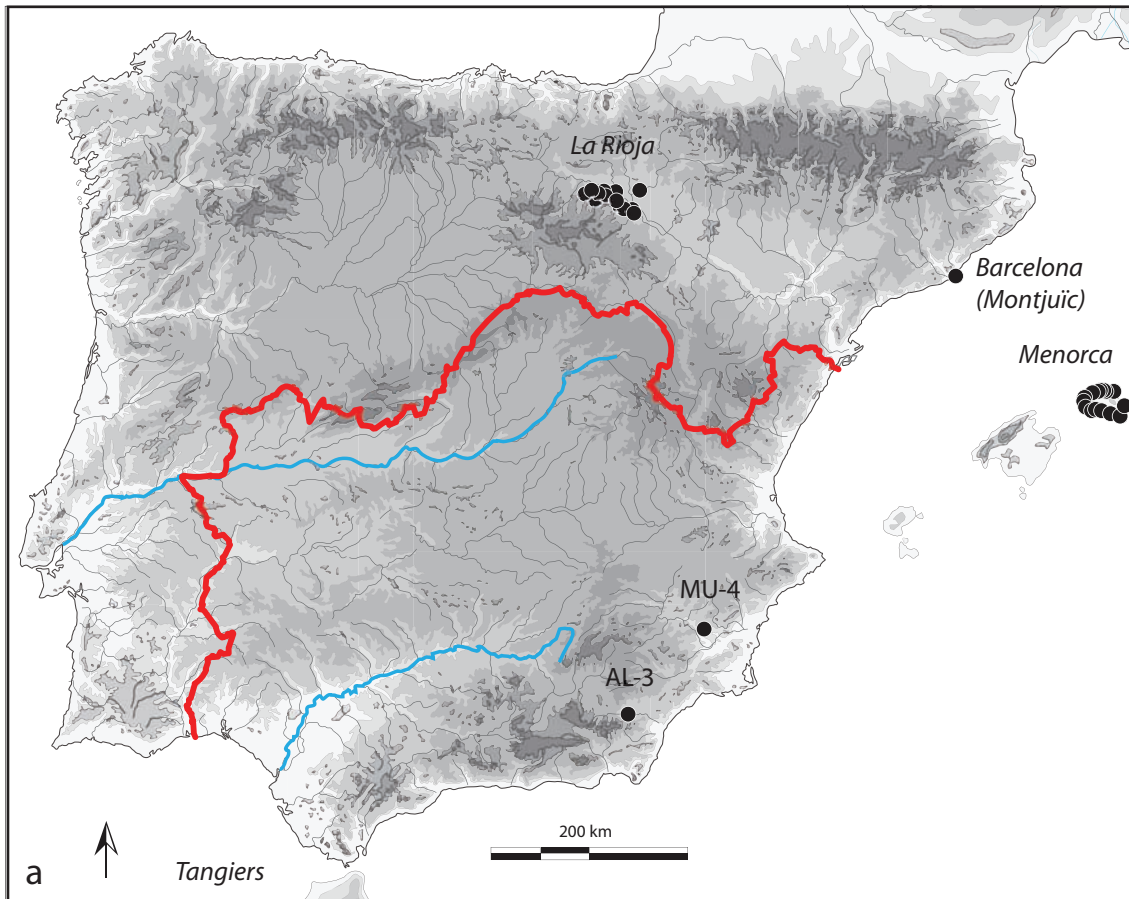 La Rioja
Barcelona
(Montjuïc)
Menorca
MU-4
AL-3
200 km
Tangiers
a